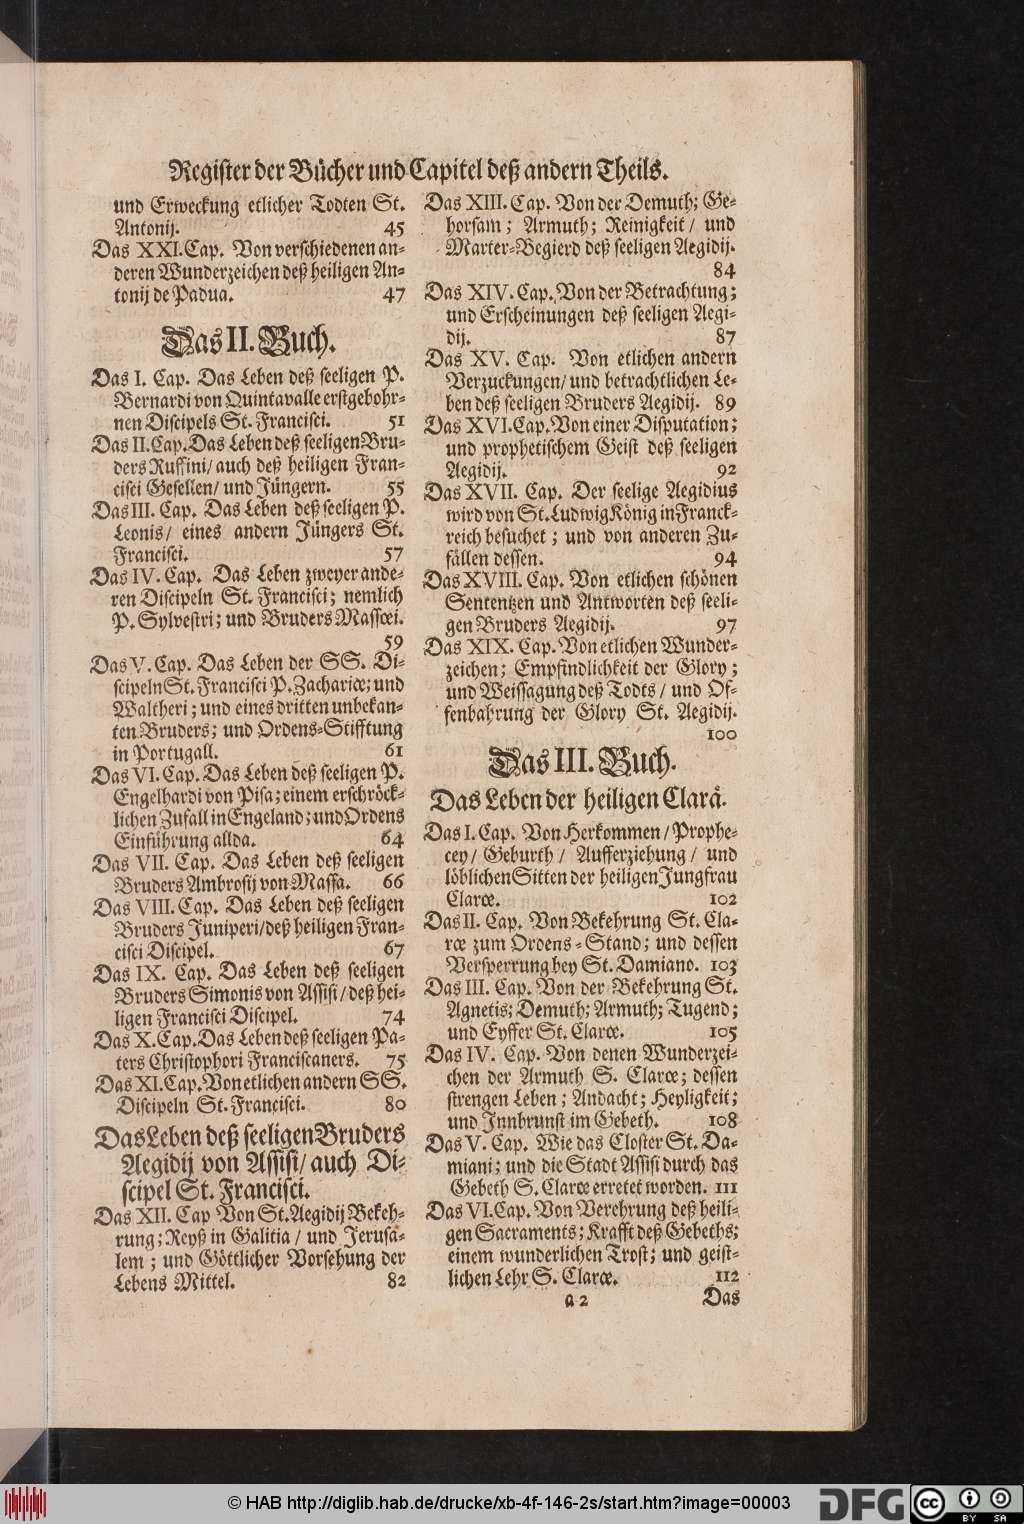 Register der Bücher und Capitel deß andern Theils.
und Erweckung etlicher Todten St.
Antonij. 45
Das XXI. Cap. Von verschiedenen an-
deren Wunderzeichen deß heiligen An-
tonij de Padua. 47
Das II. Buch.
Das I. Cap. Das Leben deß seeligen P.
Bernardi von Quintavalle erstgebohr-
nen Discipels St. Francisci. 51
Das II. Cap. Das Leben deß seeligen Bru-
ders Ruffini/ auch deß heiligen Fran-
cisci Gesellen/ und Jüngern. 55
Das III. Cap. Das Leben deß seeligen P.
Leonis/ eines andern Jüngers St.
Francisci. 57
Das IV. Cap. Das Leben zweyer ande-
ren Discipeln St. Francisci; nemlich
P. Sylvestri; und Bruders Massœi.
59
Das V. Cap. Das Leben der SS. Di-
scipeln St. Francisci P. Zachariæ; und
Waltheri; und eines dritten unbekan-
ten Bruders; und Ordens-Stifftung
in Portugall. 61
Das VI. Cap. Das Leben deß seeligen P.
Engelhardi von Pisa; einem erschröck-
lichen Zufall in Engeland; und Ordens
Einführung allda. 64
Das VII. Cap. Das Leben deß seeligen
Bruders Ambrosij von Massa. 66
Das VIII. Cap. Das Leben deß seeligen
Bruders Juniperi/ deß heiligen Fran-
cisci Discipel. 67
Das IX. Cap. Das Leben deß seeligen
Bruders Simonis von Assisi/ deß hei-
ligen Francisci Discipel. 74
Das X. Cap. Das Leben deß seeligen Pa-
ters Christophori Franciscaners. 75
Das XI. Cap. Von etlichen andern SS.
Discipeln St. Francisci. 80
Das Leben deß seeligen Bruders
Aegidij von Assisi/ auch Di-
scipel St. Francisci.
Das XII. Cap Von St. Aegidij Bekeh-
rung; Reyß in Galitia/ und Jerusa-
lem; und Göttlicher Vorsehung der
Lebens Mittel. 82
Das XIII. Cap. Von der Demuth; Ge-
horsam; Armuth; Reinigkeit/ und
Marter-Begierd deß seeligen Aegidij.
84
Das XIV. Cap. Von der Betrachtung;
und Erscheinungen deß seeligen Aegi-
dij. 87
Das XV. Cap. Von etlichen andern
Verzuckungen/ und betrachtlichen Le-
ben deß seeligen Bruders Aegidij. 89
Das XVI. Cap. Von einer Disputation;
und prophetischem Geist deß seeligen
Aegidij. 92
Das XVII. Cap. Der seelige Aegidius
wird von St. Ludwig König in Franck-
reich besuchet; und von anderen Zu-
fällen dessen. 94
Das XVIII. Cap. Von etlichen schönen
Sententzen und Antworten deß seeli-
gen Bruders Aegidij. 97
Das XIX. Cap. Von etlichen Wunder-
zeichen; Empfindlichkeit der Glory;
und Weissagung deß Todts/ und Of-
fenbahrung der Glory St. Aegidij.
100
Das III. Buch.
Das Leben der heiligen Claraͤ.
Das I. Cap. Von Herkommen/ Prophe-
cey/ Geburth/ Aufferziehung/ und
löblichen Sitten der heiligen Jungfrau
Claræ. 102
Das II. Cap. Von Bekehrung St. Cla-
ræ zum Ordens-Stand; und dessen
Versperrung bey St. Damiano. 103
Das III. Cap. Von der Bekehrung St.
Agnetis; Demuth; Armuth; Tugend;
und Eyffer St. Claræ. 105
Das IV. Cap. Von denen Wunderzei-
chen der Armuth S. Claræ; dessen
strengen Leben; Andacht; Heyligkeit;
und Innbrunst im Gebeth. 108
Das V. Cap. Wie das Closter St. Da-
miani; und die Stadt Assisi durch das
Gebeth S. Claræ erretet worden. 111
Das VI. Cap. Von Verehrung deß heili-
gen Sacraments; Krafft deß Gebeths;
einem wunderlichen Trost; und geist-
lichen Lehr S. Claræ. 112
a 2 Das
© HAB http://diglib.hab.de/drucke/xb-4f-146-2s/start.htm?image=00003
DFG
cc BY SA